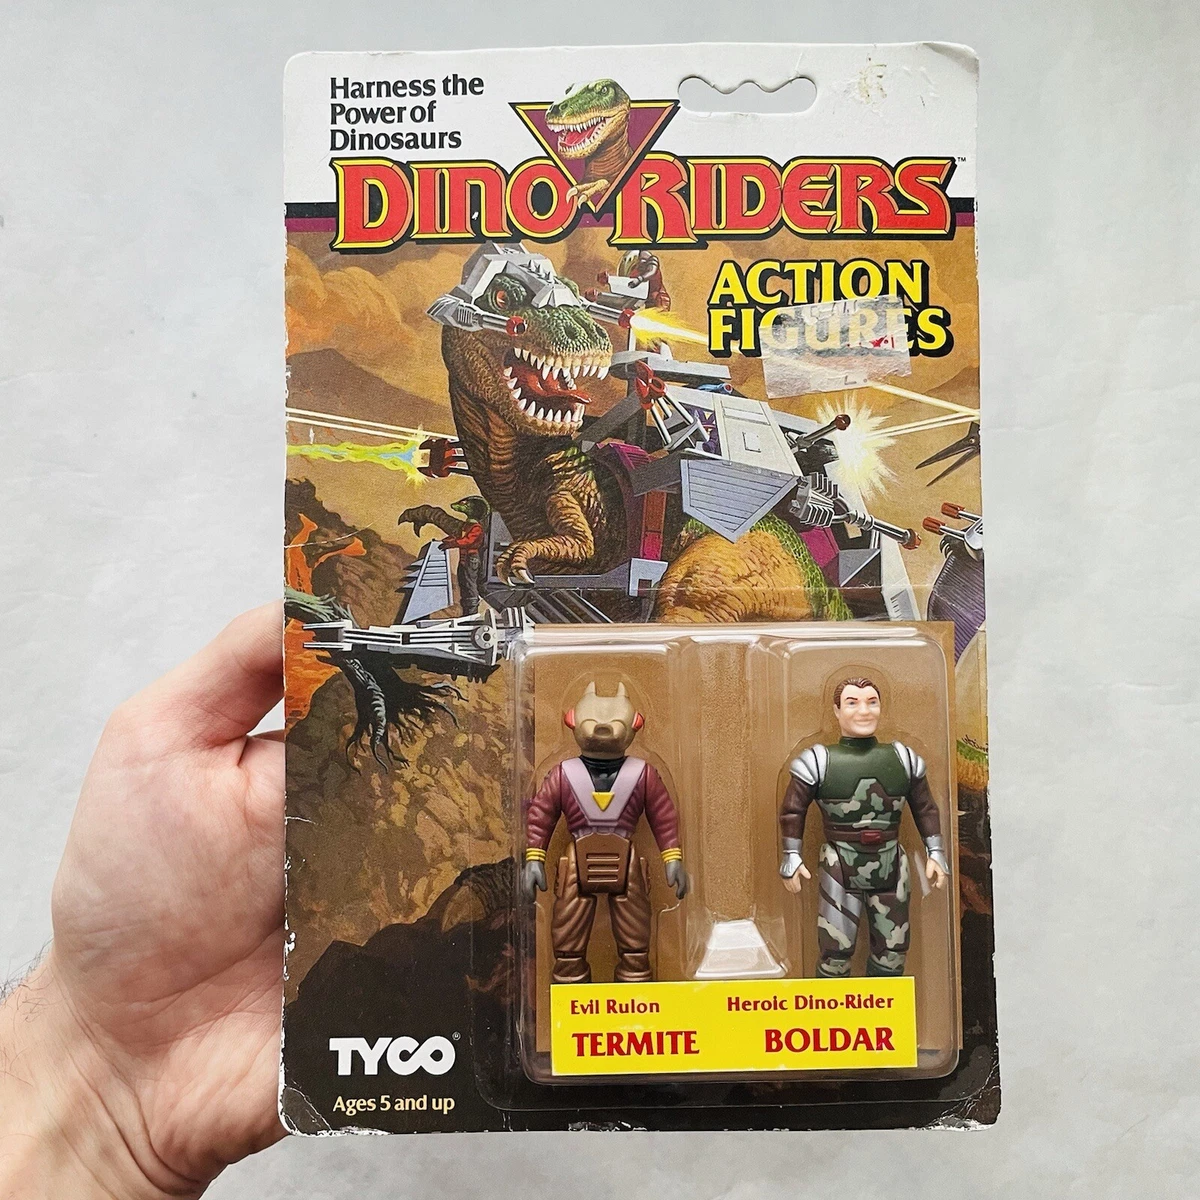 Harness the
Power of
Dinosaurs
DINO RIDERS™
ACTION
FIGURES
Evil Rulon
TERMITE
Heroic Dino-Rider
BOLDAR
TYCO®
Ages 5 and up